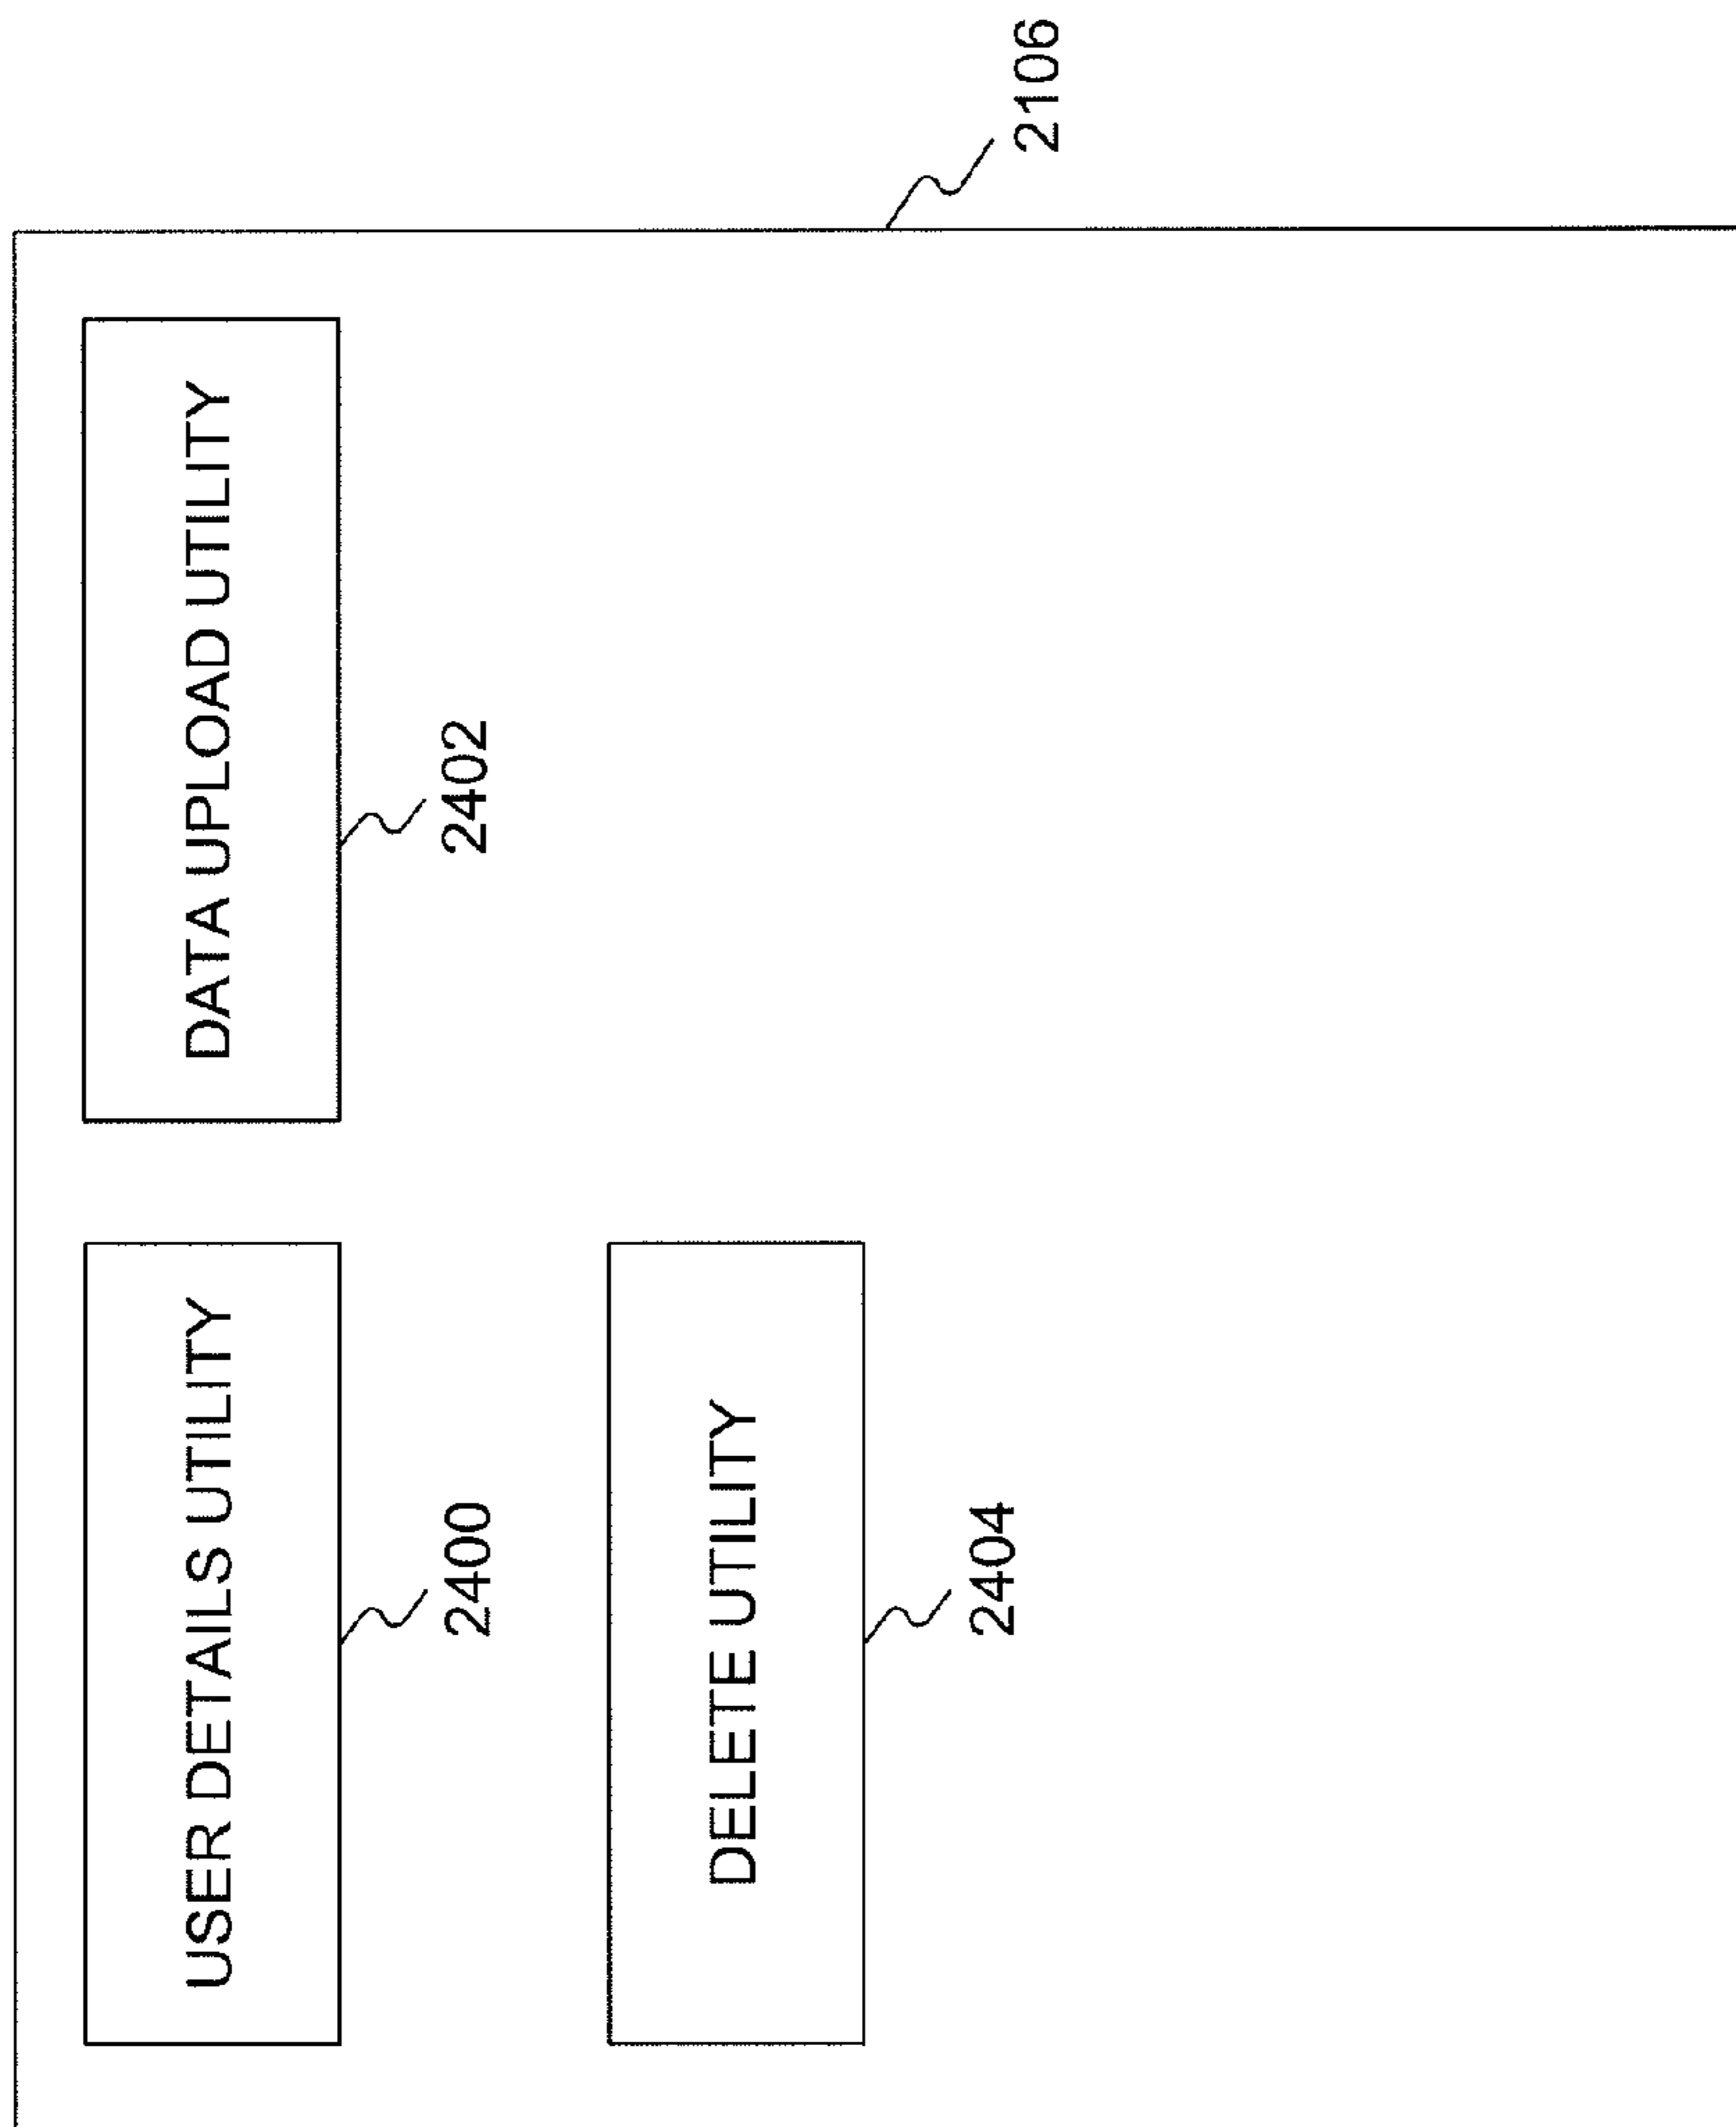 USER DETAILS UTILITY
DATA UPLOAD UTILITY
2400
2402
DELETE UTILITY
2404
2106